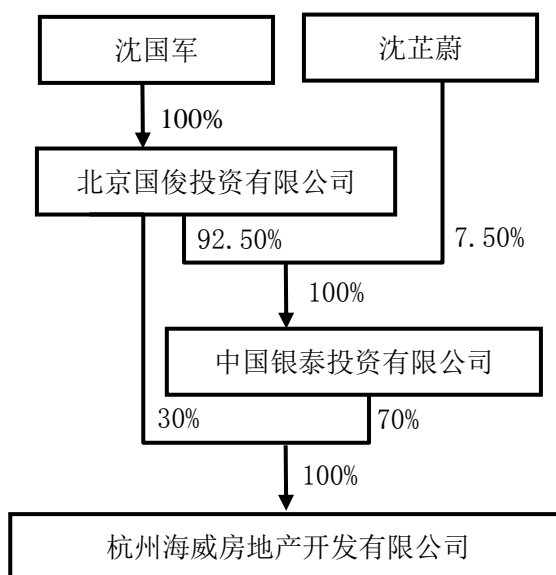 沈国军
沈芷蔚
100%
北京国俊投资有限公司
92.50%
7.50%
100%
中国银泰投资有限公司
30%
70%
100%
杭州海威房地产开发有限公司